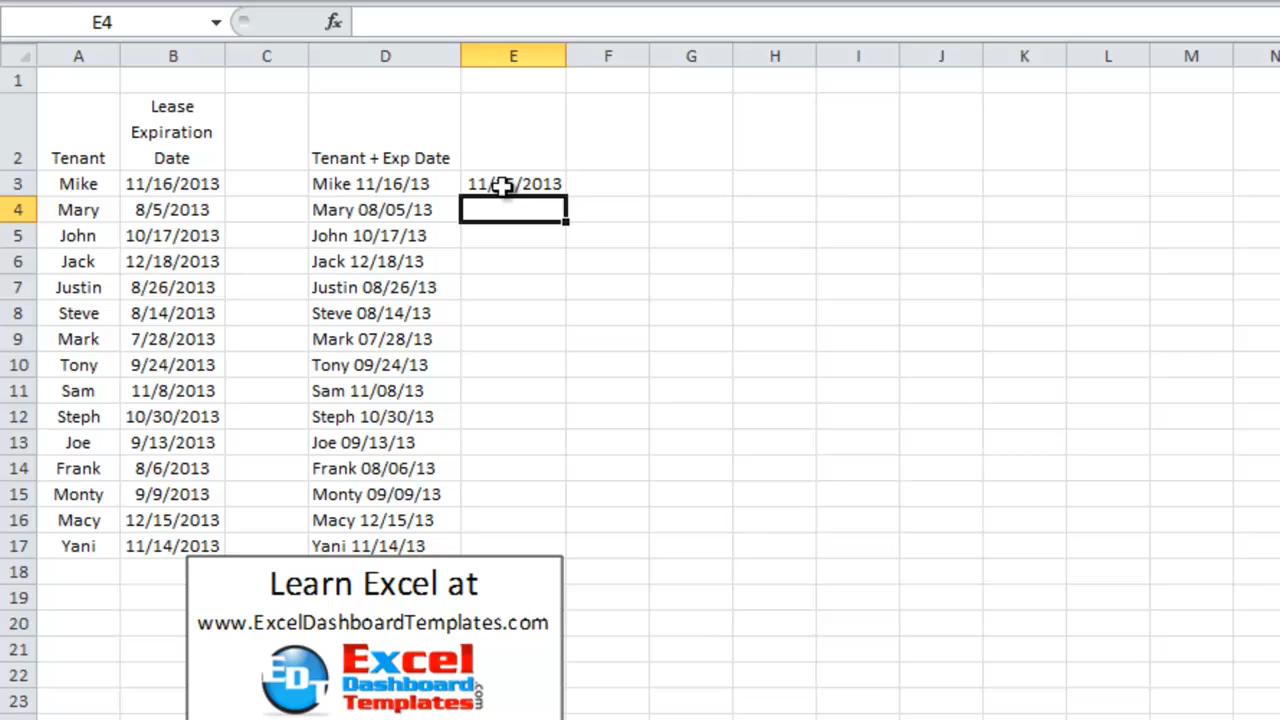 E4 fx
A B C D E F G H I J K L M N
1
Lease
Expiration
2 Tenant Date Tenant + Exp Date
3 Mike 11/16/2013 Mike 11/16/13
4 Mary 8/5/2013 Mary 08/05/13
5 John 10/17/2013 John 10/17/13
6 Jack 12/18/2013 Jack 12/18/13
7 Justin 8/26/2013 Justin 08/26/13
8 Steve 8/14/2013 Steve 08/14/13
9 Mark 7/28/2013 Mark 07/28/13
10 Tony 9/24/2013 Tony 09/24/13
11 Sam 11/8/2013 Sam 11/08/13
12 Steph 10/30/2013 Steph 10/30/13
13 Joe 9/13/2013 Joe 09/13/13
14 Frank 8/6/2013 Frank 08/06/13
15 Monty 9/9/2013 Monty 09/09/13
16 Macy 12/15/2013 Macy 12/15/13
17 Yani 11/14/2013 Yani 11/14/13
18
19
20
21
22
23
Learn Excel at
www.ExcelDashboardTemplates.com
EDT
Excel
Dashboard
Templates.com